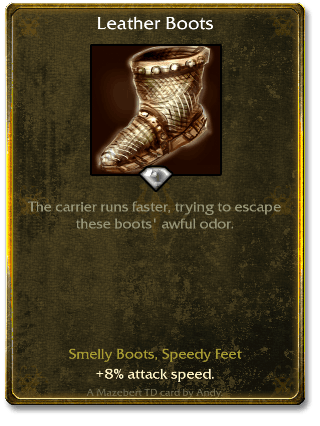 Leather Boots
The carrier runs faster, trying to escape
these boots' awful odor.
Smelly Boots, Speedy Feet
+8% attack speed.
A Mazebert TD card by Andy.